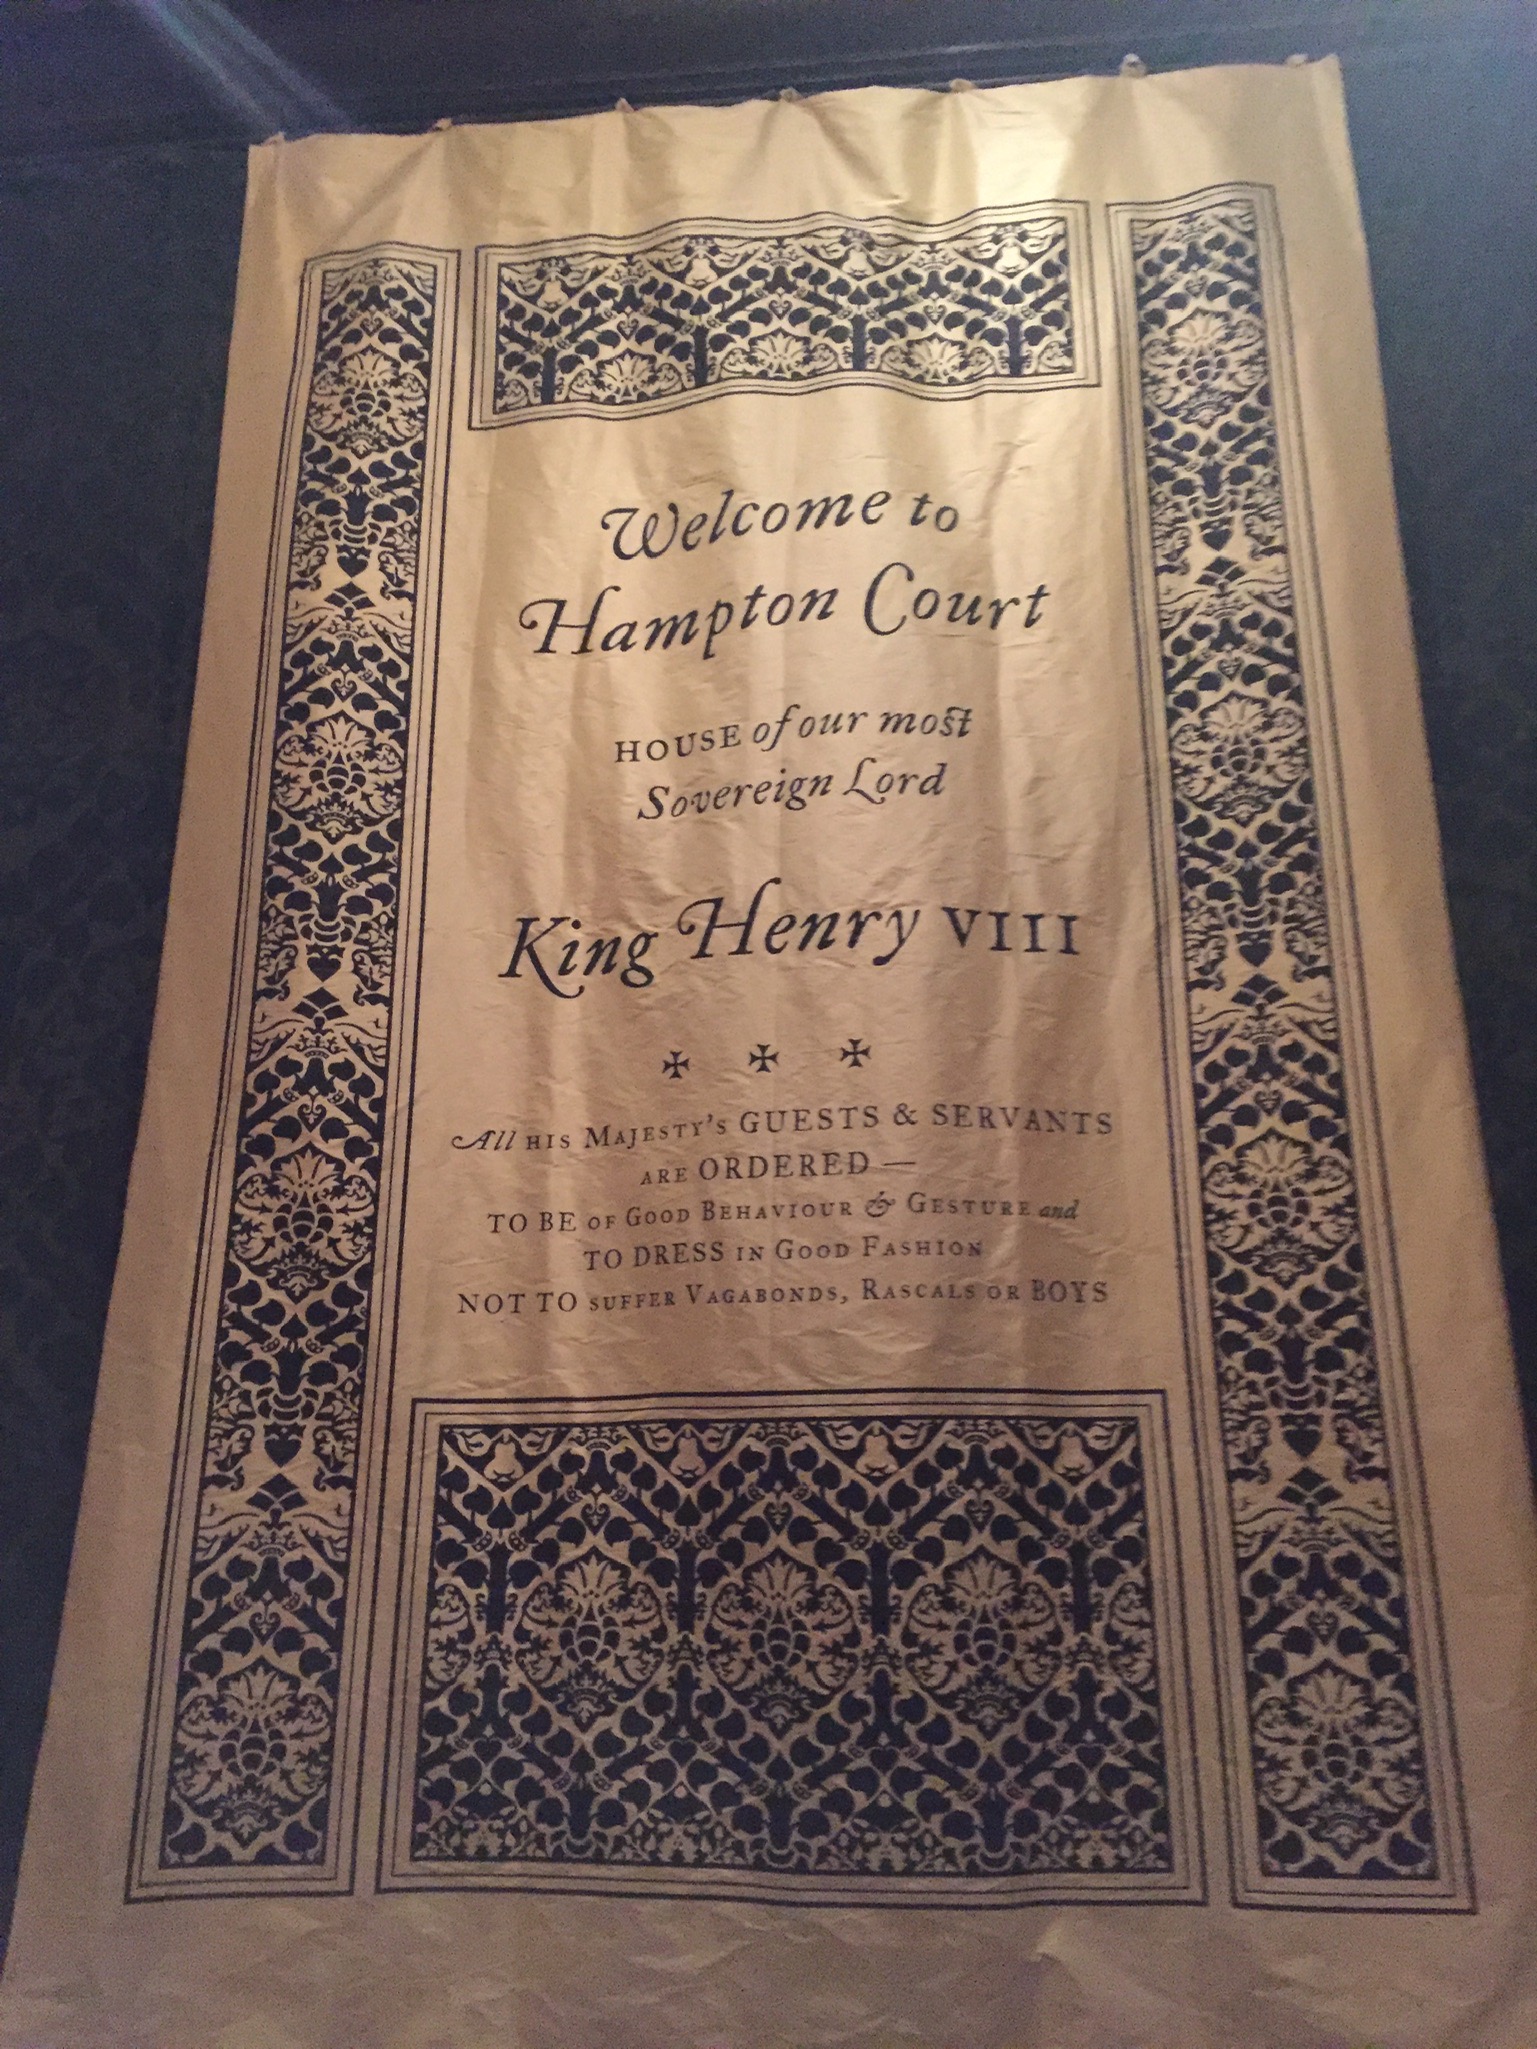 Welcome to
Hampton Court
HOUSE of our most
Sovereign Lord
King Henry VIII
All HIS MAJESTY'S GUESTS & SERVANTS
ARE ORDERED —
TO BE OF GOOD BEHAVIOUR & GESTURE and
TO DRESS IN GOOD FASHION
NOT TO SUFFER VAGABONDS, RASCALS OR BOYS